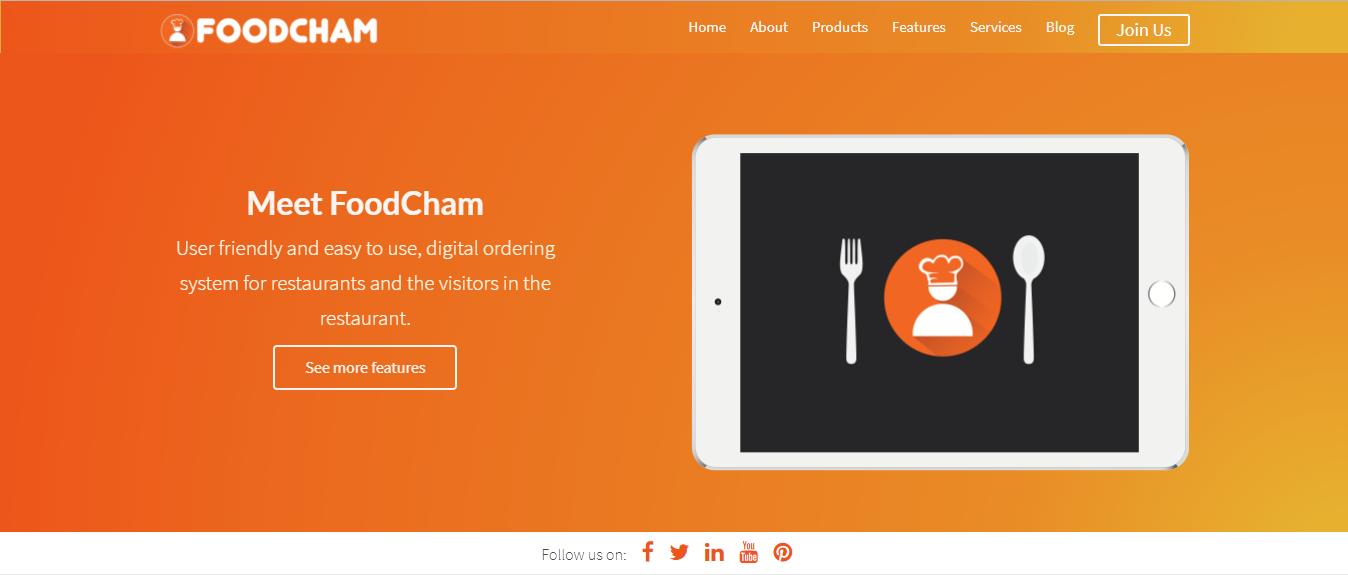 FOODCHAM
Home About Products Features Services Blog Join Us
Meet FoodCham
User friendly and easy to use, digital ordering
system for restaurants and the visitors in the
restaurant.
See more features
Follow us on:
You
Tube